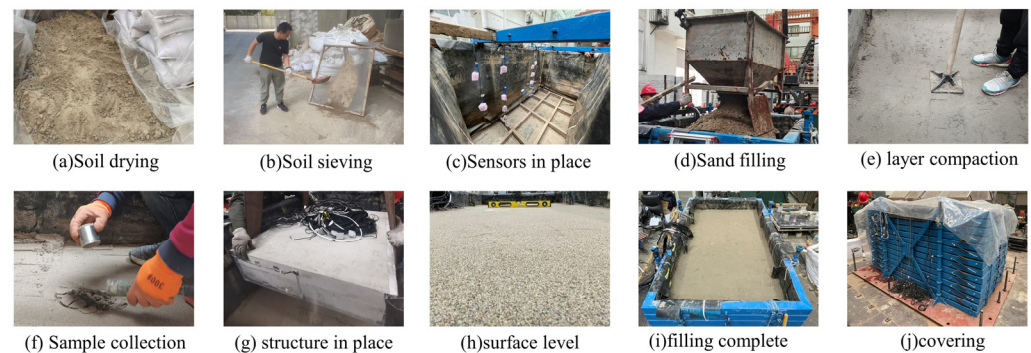 (a)Soil drying
(b)Soil sieving
(c)Sensors in place
(d)Sand filling
(e) layer compaction
(f) Sample collection
(g) structure in place
(h)surface level
(i)filling complete
(j)covering